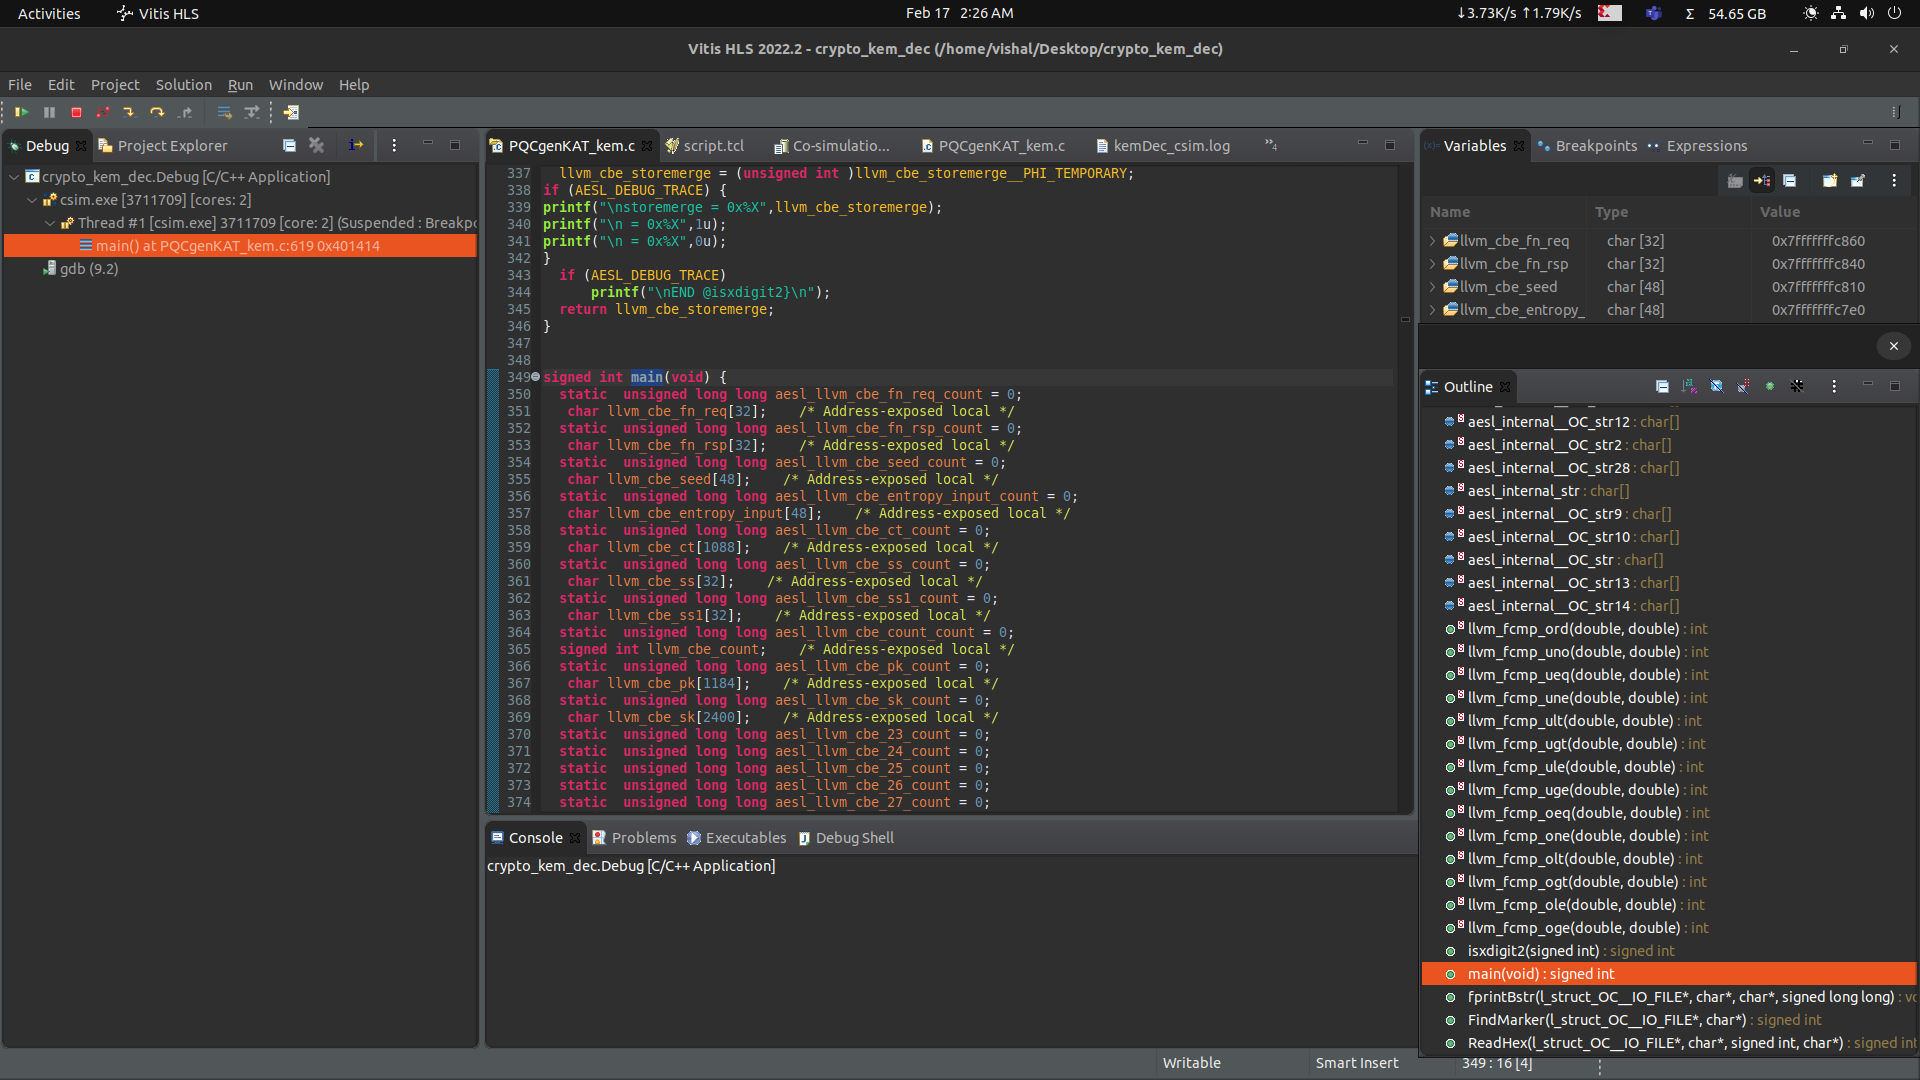 Activities
Vitis HLS
Feb 17 2:26 AM
↓3.73K/s ↑1.79K/s
Σ 54.65 GB
Vitis HLS 2022.2 - crypto_kem_dec (/home/vishal/Desktop/crypto_kem_dec)
File Edit Project Solution Run Window Help
Debug
Project Explorer
crypto_kem_dec.Debug [C/C++ Application]
csim.exe [3711709] [cores: 2]
Thread #1 [csim.exe] 3711709 [core: 2] (Suspended : Breakpo
main() at PQCgenKAT_kem.c:619 0x401414
gdb (9.2)
PQCgenKAT_kem.c
script.tcl
Co-simulatio...
PQCgenKAT_kem.c
kemDec_csim.log
»4
337 llvm_cbe_storemerge = (unsigned int )llvm_cbe_storemerge__PHI_TEMPORARY;
338 if (AESL_DEBUG_TRACE) {
339 printf("\nstoremerge = 0x%X",llvm_cbe_storemerge);
340 printf("\n = 0x%X",1u);
341 printf("\n = 0x%X",0u);
342 }
343 if (AESL_DEBUG_TRACE)
344 printf("\nEND @isxdigit2}\n");
345 return llvm_cbe_storemerge;
346 }
347
348
349 signed int main(void) {
350 static  unsigned long long aesl_llvm_cbe_fn_req_count = 0;
351 char llvm_cbe_fn_req[32];    /* Address-exposed local */
352 static  unsigned long long aesl_llvm_cbe_fn_rsp_count = 0;
353 char llvm_cbe_fn_rsp[32];    /* Address-exposed local */
354 static  unsigned long long aesl_llvm_cbe_seed_count = 0;
355 char llvm_cbe_seed[48];    /* Address-exposed local */
356 static  unsigned long long aesl_llvm_cbe_entropy_input_count = 0;
357 char llvm_cbe_entropy_input[48];    /* Address-exposed local */
358 static  unsigned long long aesl_llvm_cbe_ct_count = 0;
359 char llvm_cbe_ct[1088];    /* Address-exposed local */
360 static  unsigned long long aesl_llvm_cbe_ss_count = 0;
361 char llvm_cbe_ss[32];    /* Address-exposed local */
362 static  unsigned long long aesl_llvm_cbe_ss1_count = 0;
363 char llvm_cbe_ss1[32];    /* Address-exposed local */
364 static  unsigned long long aesl_llvm_cbe_count_count = 0;
365 signed int llvm_cbe_count;    /* Address-exposed local */
366 static  unsigned long long aesl_llvm_cbe_pk_count = 0;
367 char llvm_cbe_pk[1184];    /* Address-exposed local */
368 static  unsigned long long aesl_llvm_cbe_sk_count = 0;
369 char llvm_cbe_sk[2400];    /* Address-exposed local */
370 static  unsigned long long aesl_llvm_cbe_23_count = 0;
371 static  unsigned long long aesl_llvm_cbe_24_count = 0;
372 static  unsigned long long aesl_llvm_cbe_25_count = 0;
373 static  unsigned long long aesl_llvm_cbe_26_count = 0;
374 static  unsigned long long aesl_llvm_cbe_27_count = 0;
Console
Problems
Executables
Debug Shell
crypto_kem_dec.Debug [C/C++ Application]
Variables
Breakpoints
Expressions
Name Type Value
llvm_cbe_fn_req char [32] 0x7fffffffc860
llvm_cbe_fn_rsp char [32] 0x7fffffffc840
llvm_cbe_seed char [48] 0x7fffffffc810
llvm_cbe_entropy_ char [48] 0x7fffffffc7e0
Outline
aesl_internal__OC_str12 : char[]
aesl_internal__OC_str2 : char[]
aesl_internal__OC_str28 : char[]
aesl_internal_str : char[]
aesl_internal__OC_str9 : char[]
aesl_internal__OC_str10 : char[]
aesl_internal__OC_str : char[]
aesl_internal__OC_str13 : char[]
aesl_internal__OC_str14 : char[]
llvm_fcmp_ord(double, double) : int
llvm_fcmp_uno(double, double) : int
llvm_fcmp_ueq(double, double) : int
llvm_fcmp_une(double, double) : int
llvm_fcmp_ult(double, double) : int
llvm_fcmp_ugt(double, double) : int
llvm_fcmp_ule(double, double) : int
llvm_fcmp_uge(double, double) : int
llvm_fcmp_oeq(double, double) : int
llvm_fcmp_one(double, double) : int
llvm_fcmp_olt(double, double) : int
llvm_fcmp_ogt(double, double) : int
llvm_fcmp_ole(double, double) : int
llvm_fcmp_oge(double, double) : int
isxdigit2(signed int) : signed int
main(void) : signed int
fprintBstr(l_struct_OC__IO_FILE*, char*, char*, signed long long) : vo
FindMarker(l_struct_OC__IO_FILE*, char*) : signed int
ReadHex(l_struct_OC__IO_FILE*, char*, signed int, char*) : signed int
Writable
Smart Insert
349 : 16 [4]